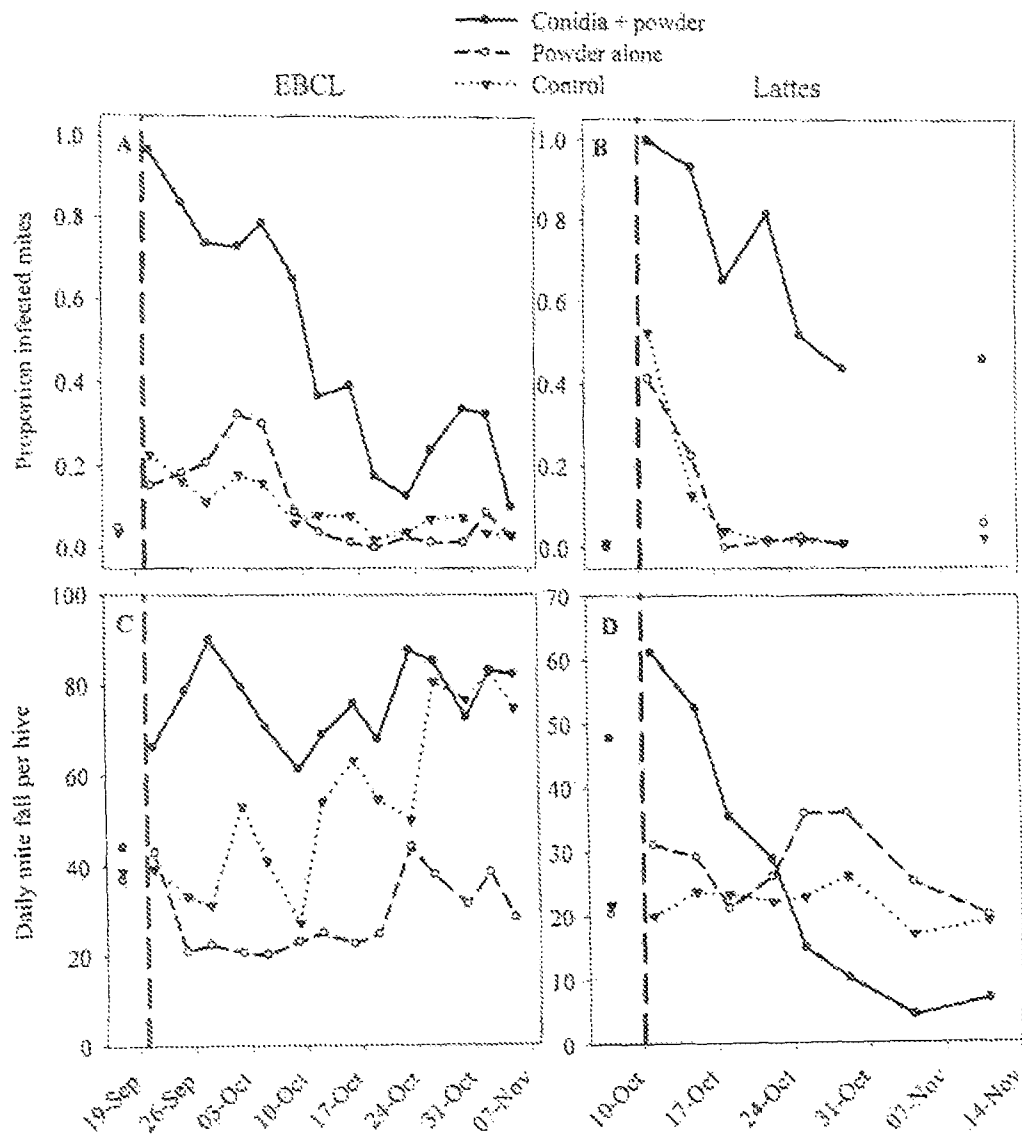 Conidia + powder
Powder alone
Control
EBCL
Lattes
A
B
Proportion infected mites
1.0
0.8
0.6
0.4
0.2
0.0
1.0
0.8
0.6
0.4
0.2
0.0
C
D
Daily mite fall per hive
100
80
60
40
20
0
70
60
50
40
30
20
10
0
19-Sep
26-Sep
03-Oct
10-Oct
17-Oct
24-Oct
31-Oct
07-Nov
10-Oct
17-Oct
24-Oct
31-Oct
07-Nov
14-Nov